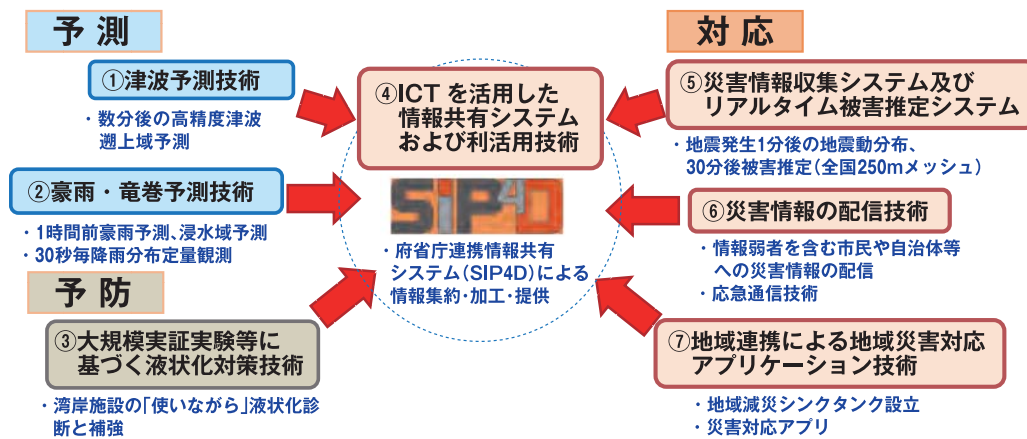 予測
①津波予測技術
・数分後の高精度津波
遡上域予測
②豪雨・竜巻予測技術
・1時間前豪雨予測、浸水域予測
・30秒毎降雨分布定量観測
予防
③大規模実証実験等に
基づく液状化対策技術
・湾岸施設の「使いながら」液状化診
断と補強
④ICTを活用した
情報共有システム
および利活用技術
SiP4D
・府省庁連携情報共有
システム(SIP4D)による
情報集約・加工・提供
対応
⑤災害情報収集システム及び
リアルタイム被害推定システム
・地震発生1分後の地震動分布、
30分後被害推定(全国250mメッシュ)
⑥災害情報の配信技術
・情報弱者を含む市民や自治体等
への災害情報の配信
・応急通信技術
⑦地域連携による地域災害対応
アプリケーション技術
・地域減災シンクタンク設立
・災害対応アプリ